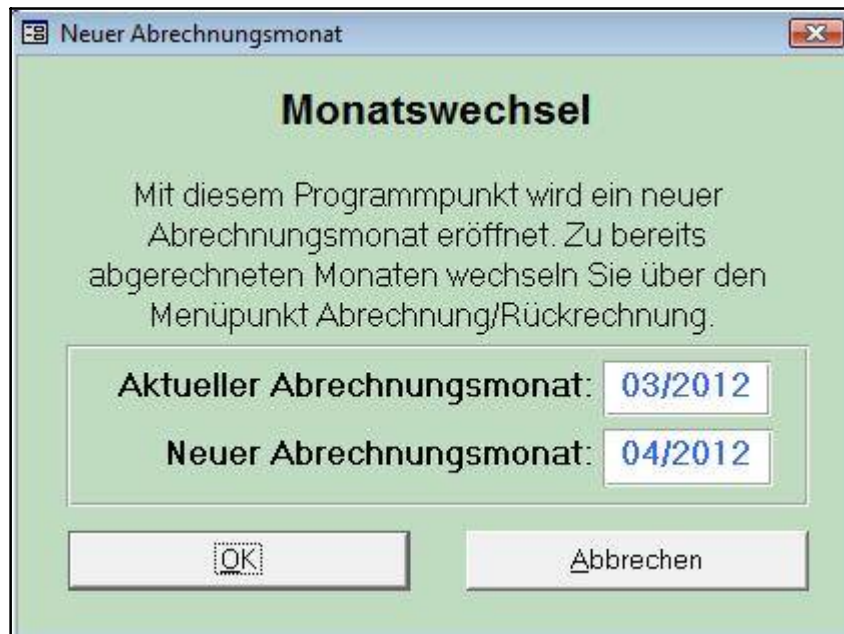 Neuer Abrechnungsmonat
Monatswechsel
Mit diesem Programmpunkt wird ein neuer
Abrechnungsmonat eröffnet. Zu bereits
abgerechneten Monaten wechseln Sie über den
Menüpunkt Abrechnung/Rückrechnung.
Aktueller Abrechnungsmonat: 03/2012
Neuer Abrechnungsmonat: 04/2012
OK Abbrechen